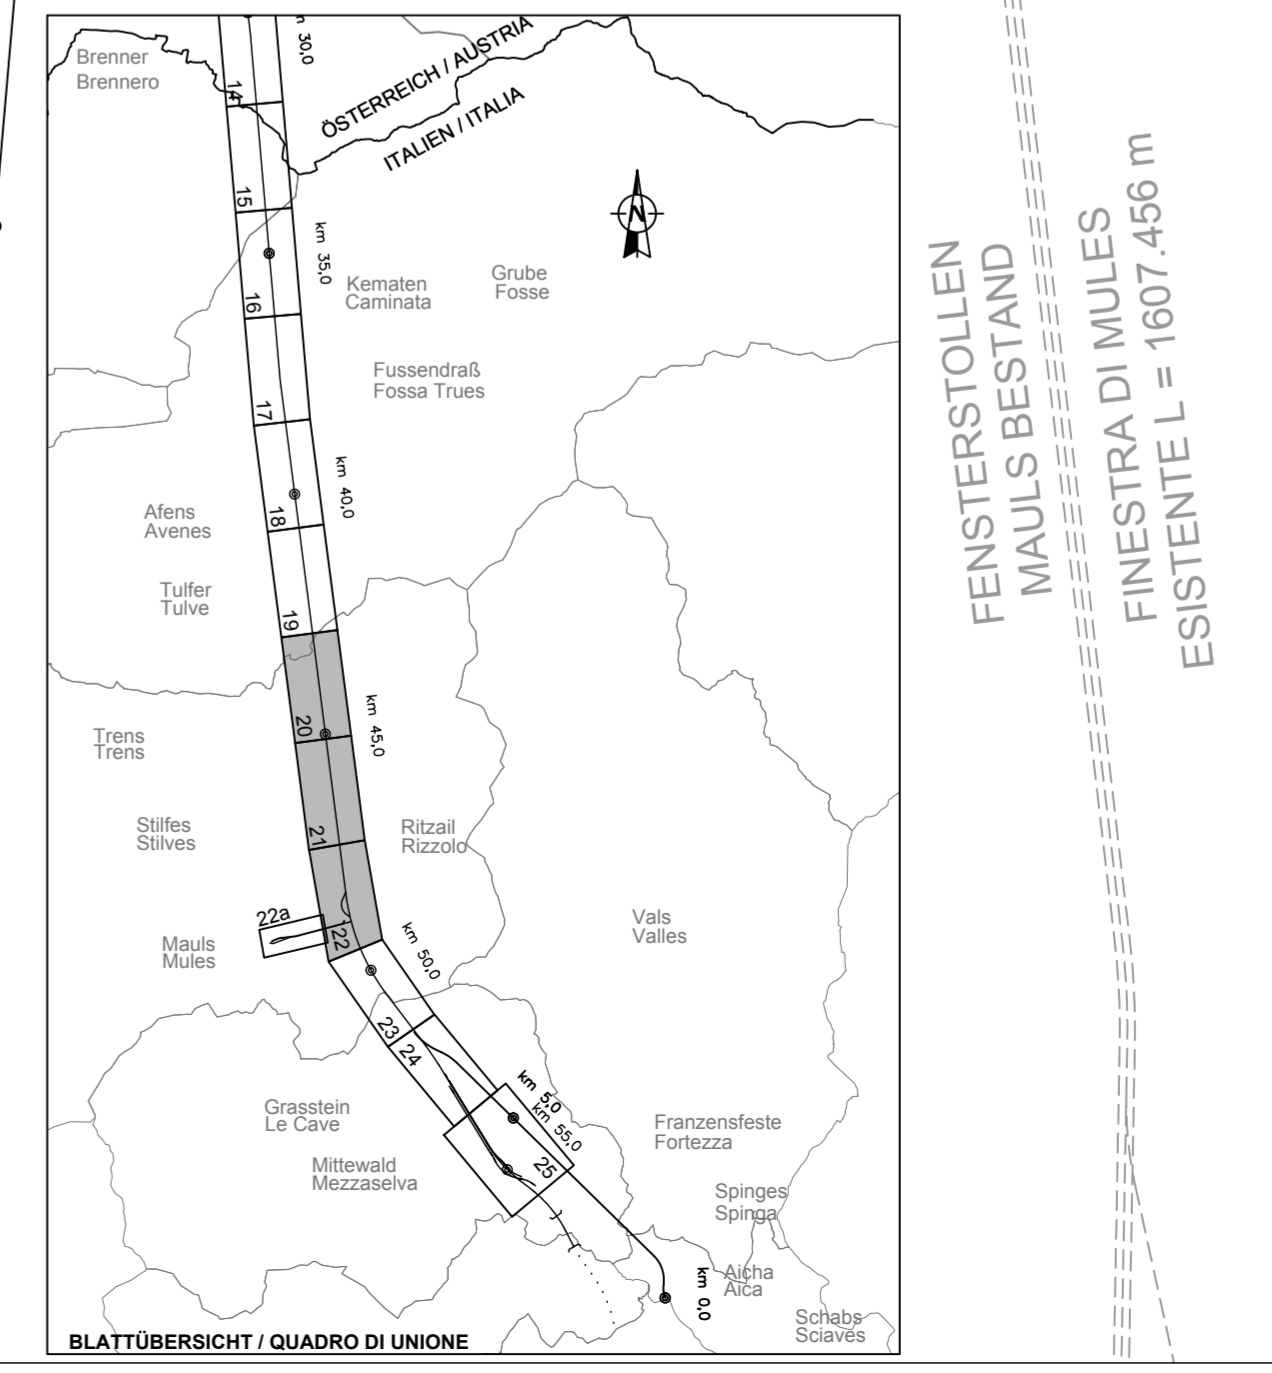 Brenner
Brennero
km 30,0
ÖSTERREICH / AUSTRIA
ITALIEN / ITALIA
14
15
N
km 35,0
Kematen
Caminata
Grube
Fosse
16
Fussendraß
Fossa Trues
17
km 40,0
Afens
Avenes
18
Tulfer
Tulve
19
km 45,0
Trens
Trens
20
Stilfes
Stilves
21
Ritzail
Rizzolo
22a
22
Mauls
Mules
km 50,0
Vals
Valles
23
24
km 5,0
km 55,0
Grasstein
Le Cave
Mittewald
Mezzaselva
25
Franzensfeste
Fortezza
Spinges
Spinga
km 0,0
Aicha
Aica
Schabs
Sciaves
BLATTÜBERSICHT / QUADRO DI UNIONE
FENSTERSTOLLEN
MAULS BESTAND
FINESTRA DI MULES
ESISTENTE L = 1607.456 m